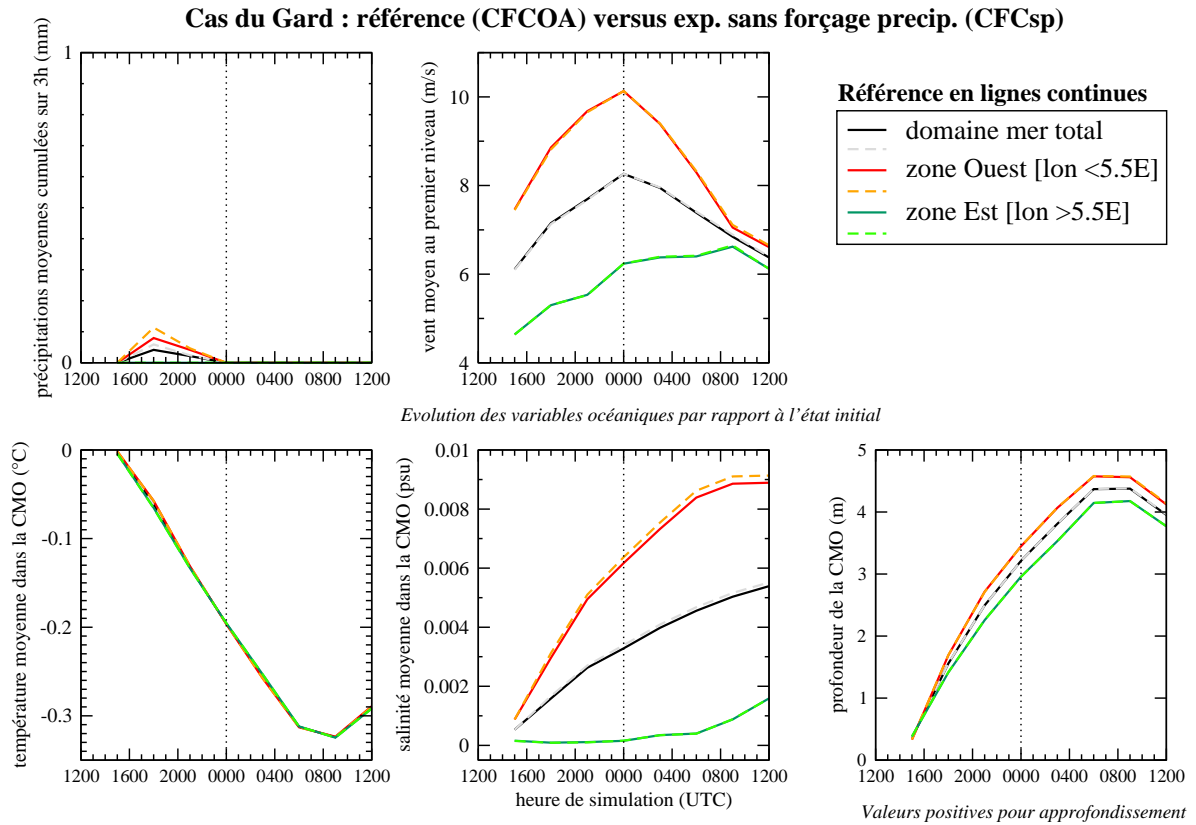 Cas du Gard : référence (CFCOA) versus exp. sans forçage precip. (CFCsp)
précipitations moyennes cumulées sur 3h (mm)
1
0
1200 1600 2000 0000 0400 0800 1200
vent moyen au premier niveau (m/s)
10
8
6
4
1200 1600 2000 0000 0400 0800 1200
Référence en lignes continues
domaine mer total
zone Ouest [lon <5.5E]
zone Est [lon >5.5E]
Evolution des variables océaniques par rapport à l'état initial
température moyenne dans la CMO (°C)
0
-0.1
-0.2
-0.3
1200 1600 2000 0000 0400 0800 1200
salinité moyenne dans la CMO (psu)
0.01
0.008
0.006
0.004
0.002
0
1200 1600 2000 0000 0400 0800 1200
heure de simulation (UTC)
profondeur de la CMO (m)
5
4
3
2
1
0
1200 1600 2000 0000 0400 0800 1200
Valeurs positives pour approfondissement